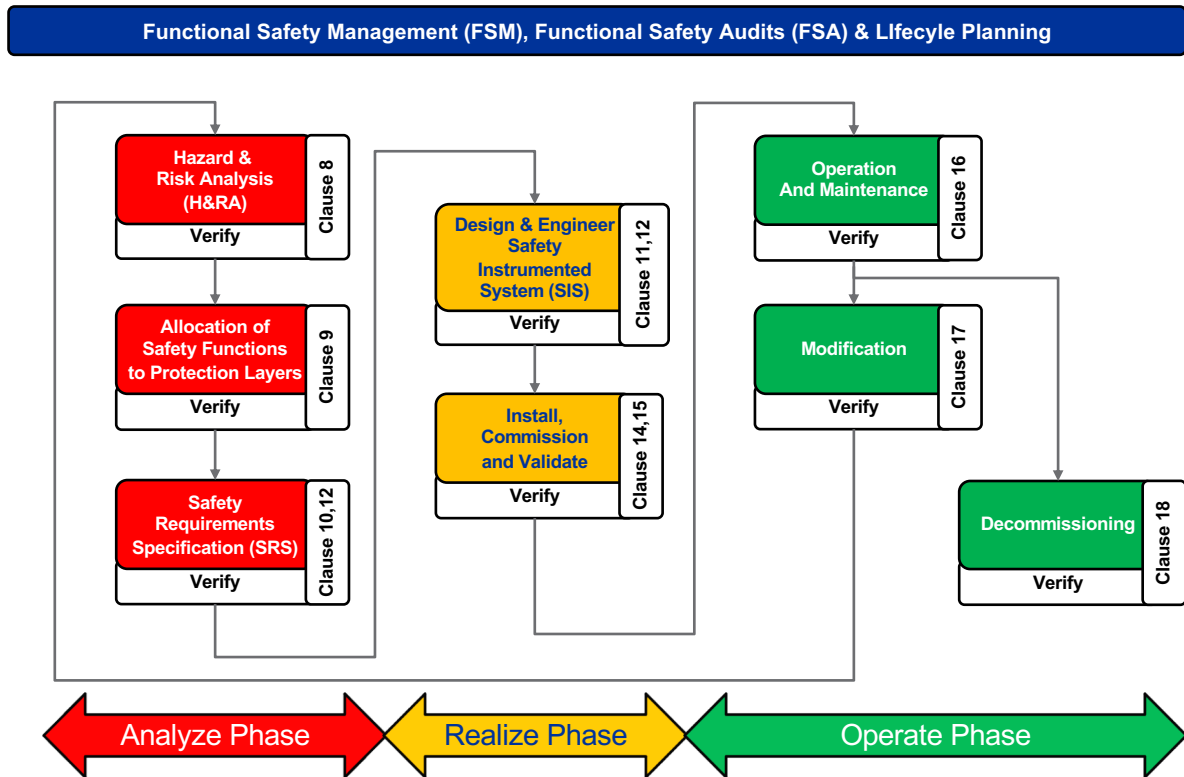 Functional Safety Management (FSM), Functional Safety Audits (FSA) & LIfecyle Planning
Hazard &
Risk Analysis
(H&RA)
Verify
Clause 8
Allocation of
Safety Functions
to Protection Layers
Verify
Clause 9
Safety
Requirements
Specification (SRS)
Verify
Clause 10,12
Design & Engineer
Safety
Instrumented
System (SIS)
Verify
Clause 11,12
Install,
Commission
and Validate
Verify
Clause 14,15
Operation
And Maintenance
Verify
Clause 16
Modification
Verify
Clause 17
Decommissioning
Verify
Clause 18
Analyze Phase
Realize Phase
Operate Phase